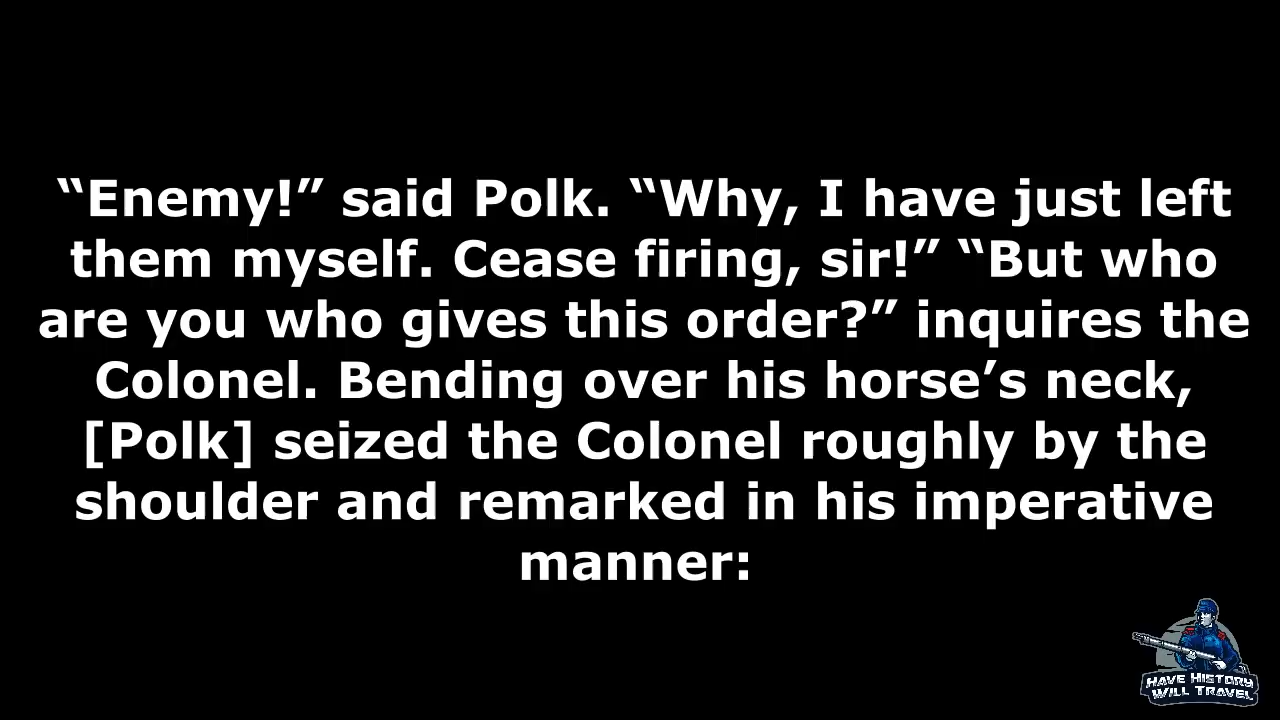 “Enemy!” said Polk. “Why, I have just left
them myself. Cease firing, sir!” “But who
are you who gives this order?” inquires the
Colonel. Bending over his horse’s neck,
[Polk] seized the Colonel roughly by the
shoulder and remarked in his imperative
manner:
HAVE HISTORY
WILL TRAVEL